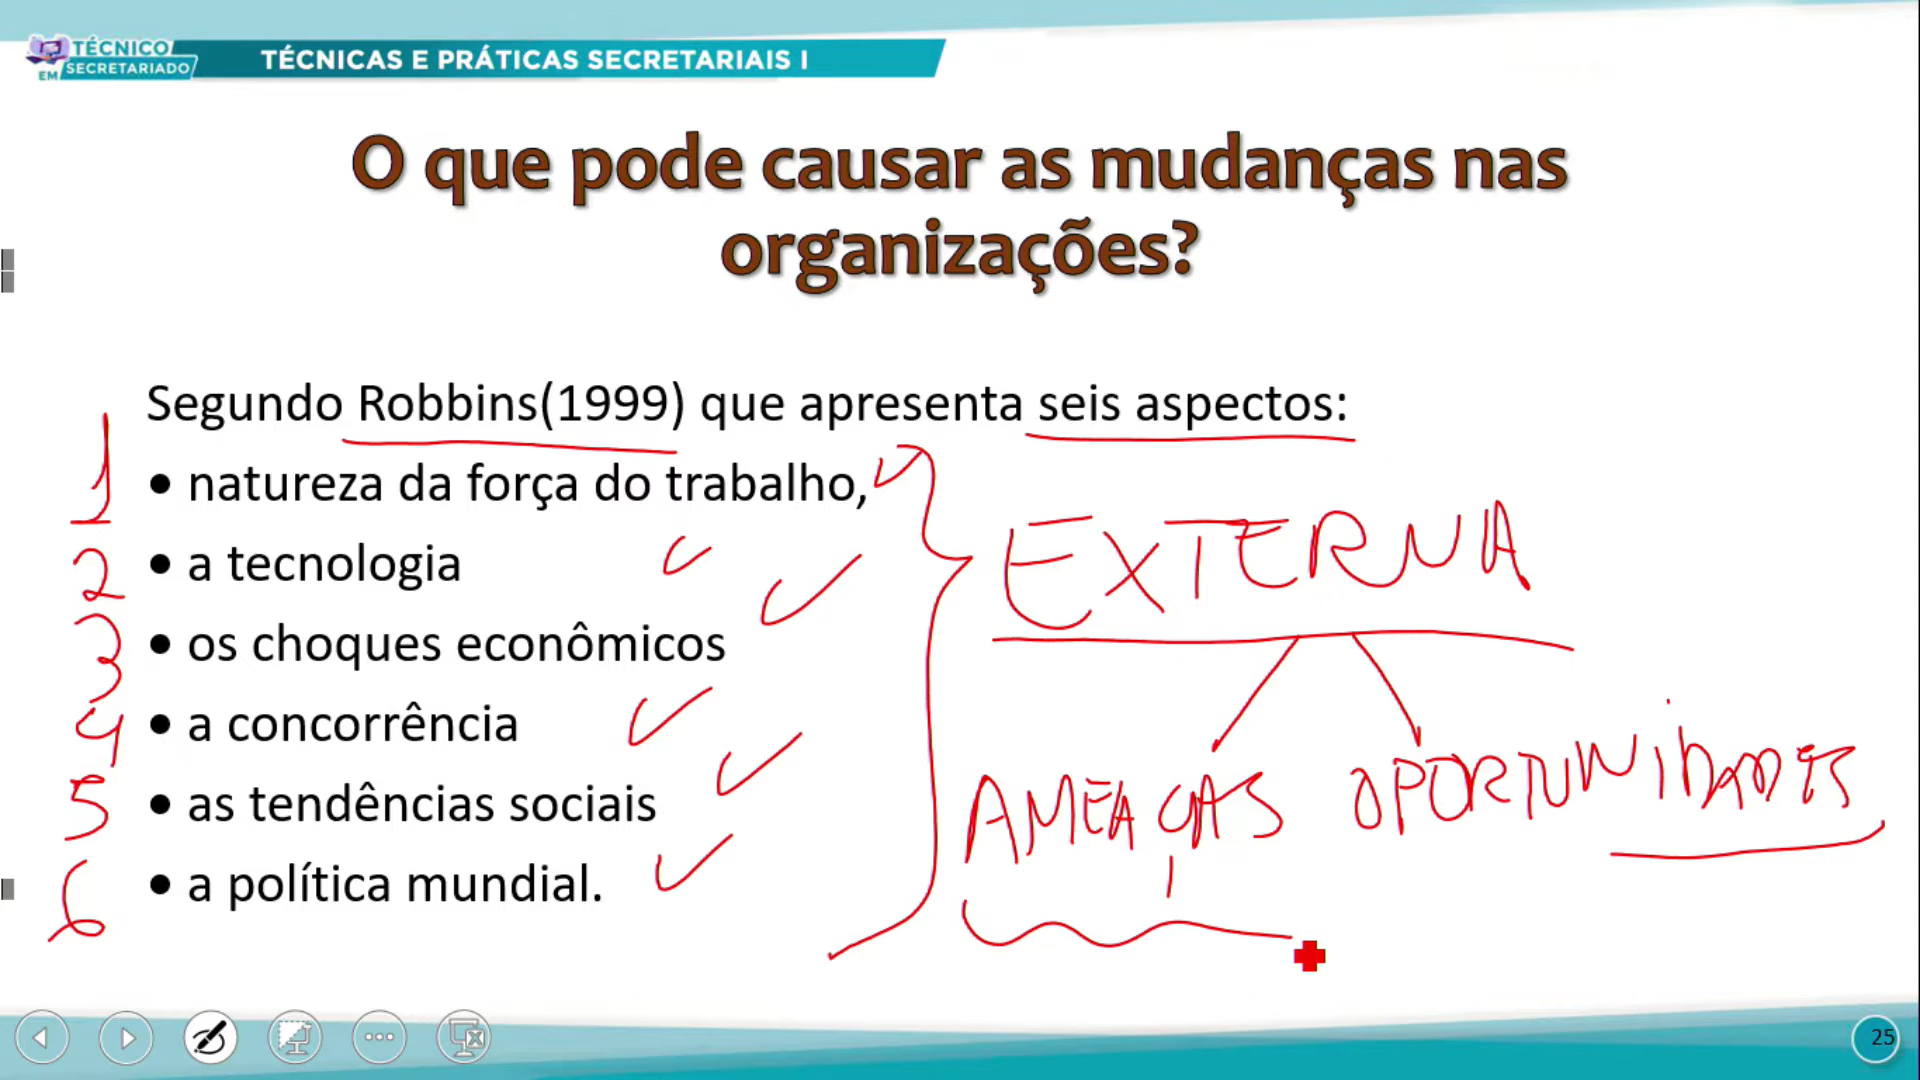 TÉCNICO
EM SECRETARIADO
TÉCNICAS E PRÁTICAS SECRETARIAIS I
O que pode causar as mudanças nas
organizações?
Segundo Robbins(1999) que apresenta seis aspectos:
1 • natureza da força do trabalho,
2 • a tecnologia
3 • os choques econômicos
4 • a concorrência
5 • as tendências sociais
6 • a política mundial.
EXTERNA
AMEAÇAS OPORTUNIDADES
25